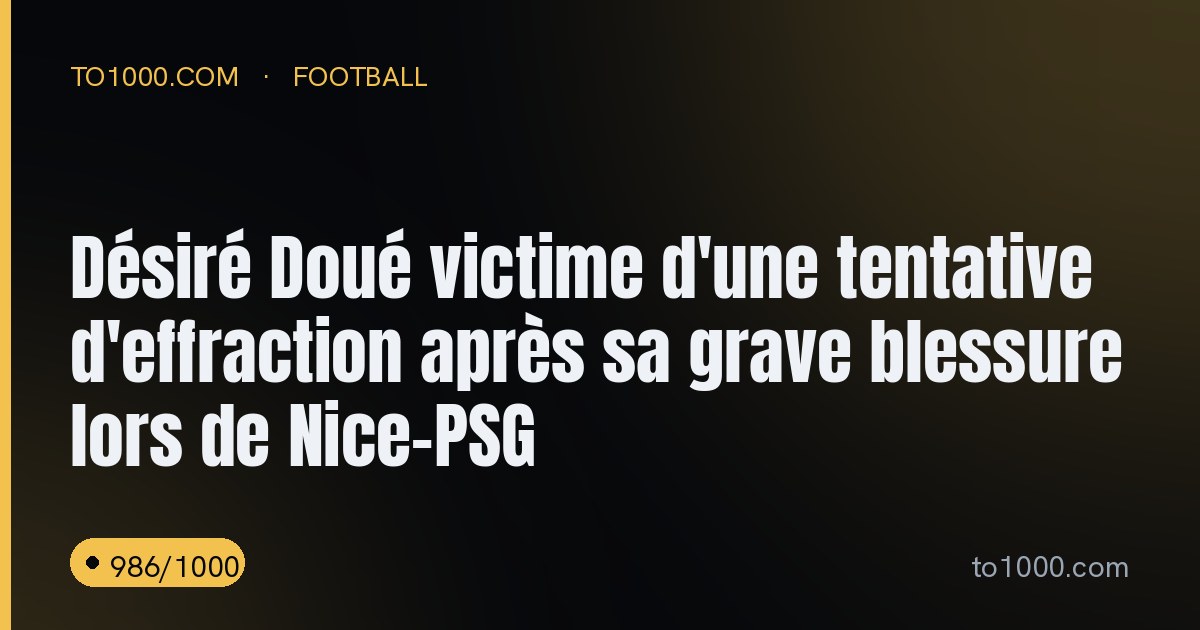 TO1000.COM · FOOTBALL
Désiré Doué victime d'une tentative
d'effraction après sa grave blessure
lors de Nice-PSG
986/1000
to1000.com